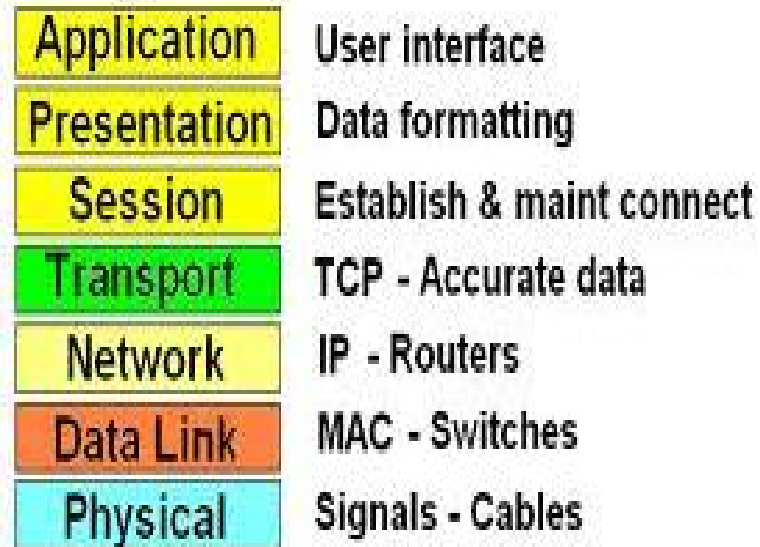 Application User interface
Presentation Data formatting
Session Establish & maint connect
Transport TCP - Accurate data
Network IP - Routers
Data Link MAC - Switches
Physical Signals - Cables